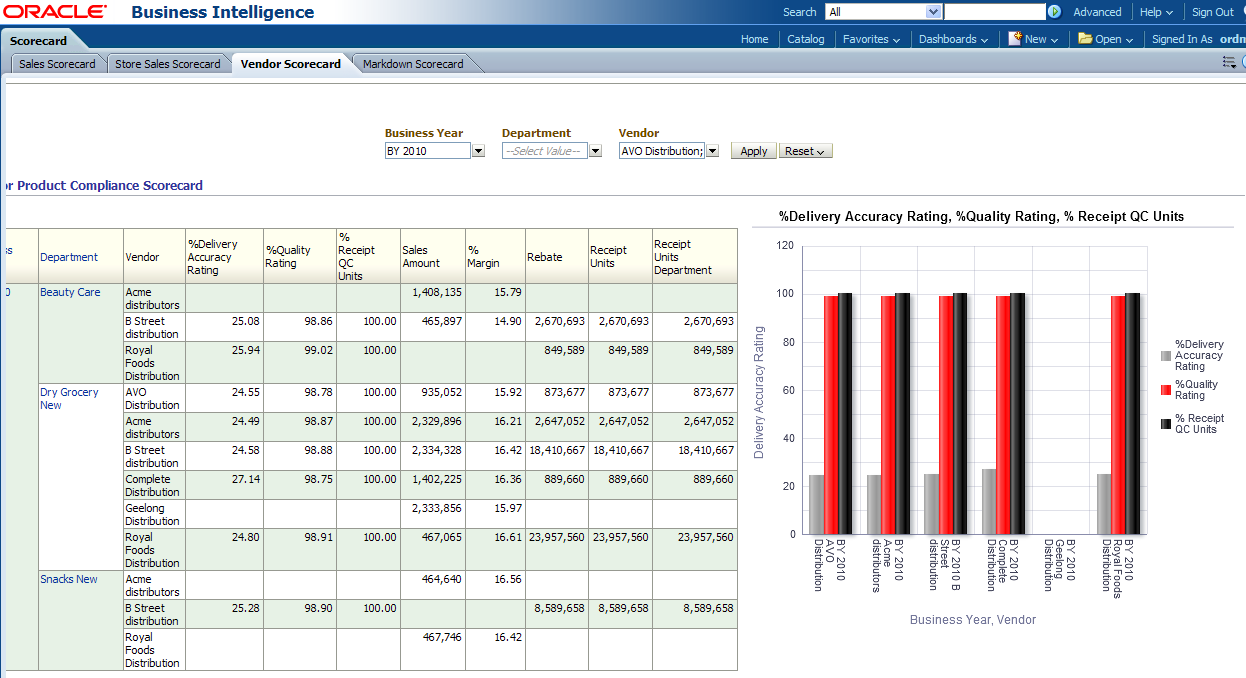 ORACLE Business Intelligence
Search All Advanced Help Sign Out
Scorecard
Home Catalog Favorites Dashboards New Open Signed In As ordm
Sales Scorecard Store Sales Scorecard Vendor Scorecard Markdown Scorecard
Business Year Department Vendor
BY 2010 --Select Value-- AVO Distribution; Apply Reset
or Product Compliance Scorecard
ss
Department
Vendor
%Delivery
Accuracy
Rating
%Quality
Rating
%
Receipt
QC
Units
Sales
Amount
%
Margin
Rebate
Receipt
Units
Receipt
Units
Department
0
Beauty Care
Acme
distributors
1,408,135 15.79
B Street
distribution
25.08 98.86 100.00 465,897 14.90 2,670,693 2,670,693 2,670,693
Royal
Foods
Distribution
25.94 99.02 100.00 849,589 849,589 849,589
Dry Grocery
New
AVO
Distribution
24.55 98.78 100.00 935,052 15.92 873,677 873,677 873,677
Acme
distributors
24.49 98.87 100.00 2,329,896 16.21 2,647,052 2,647,052 2,647,052
B Street
distribution
24.58 98.88 100.00 2,334,328 16.42 18,410,667 18,410,667 18,410,667
Complete
Distribution
27.14 98.75 100.00 1,402,225 16.36 889,660 889,660 889,660
Geelong
Distribution
2,333,856 15.97
Royal
Foods
Distribution
24.80 98.91 100.00 467,065 16.61 23,957,560 23,957,560 23,957,560
Snacks New
Acme
distributors
464,640 16.56
B Street
distribution
25.28 98.90 100.00 8,589,658 8,589,658 8,589,658
Royal
Foods
Distribution
467,746 16.42
%Delivery Accuracy Rating, %Quality Rating, % Receipt QC Units
Delivery Accuracy Rating
120
100
80
60
40
20
0
BY 2010
AVO
Distribution
BY 2010
Acme
distributors
BY 2010 B
Street
distribution
BY 2010
Complete
Distribution
BY 2010
Geelong
Distribution
BY 2010
Royal Foods
Distribution
Business Year, Vendor
%Delivery
Accuracy
Rating
%Quality
Rating
% Receipt
QC Units